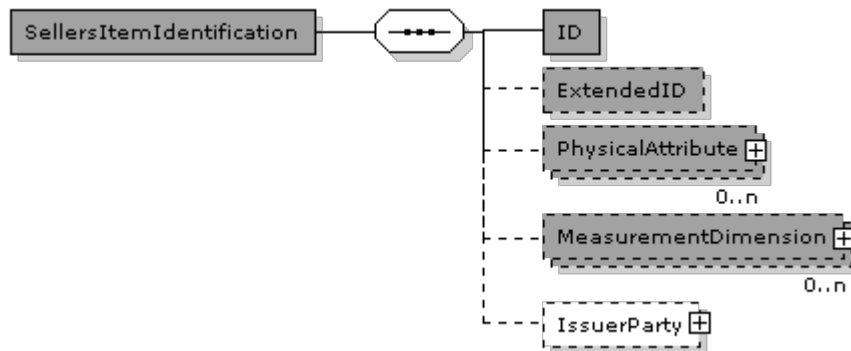 SellersItemIdentification
ID
ExtendedID
PhysicalAttribute
0..n
MeasurementDimension
0..n
IssuerParty